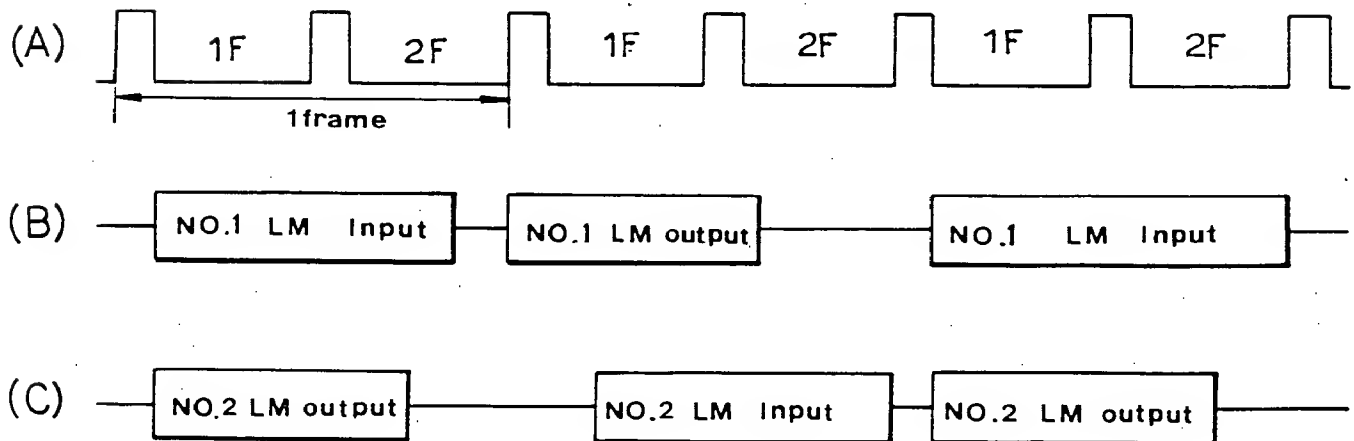 (A) 1F 2F 1F 2F 1F 2F
1frame
(B) NO.1 LM Input NO.1 LM output NO.1 LM Input
(C) NO.2 LM output NO.2 LM Input NO.2 LM output